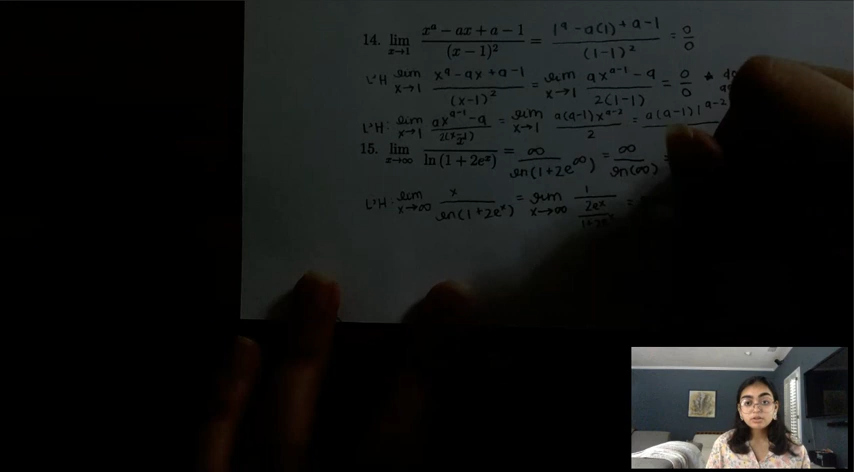 14. lim x→1 (x^a − ax + a − 1)/((x − 1)^2) = (1^a − a(1) + a − 1)/((1−1)^2) = 0/0
L'H lim x→1 (x^a − ax + a − 1)/((x−1)^2) = lim x→1 (ax^(a−1) − a)/(2(1−1)) = 0/0 *
L'H: lim x→1 (ax^(a−1) − a)/(2(x−1)) = lim x→1 (a(a−1)x^(a−2))/2 = a(a−1)1^(a−2)
15. lim x→∞ x/(ln(1 + 2e^x)) = ∞/(ln(1+2e^∞)) = ∞/(ln(∞)) =
L'H: lim x→∞ x/(ln(1+2e^x)) = lim x→∞ 1/(2e^x/(1+2e^x)) =